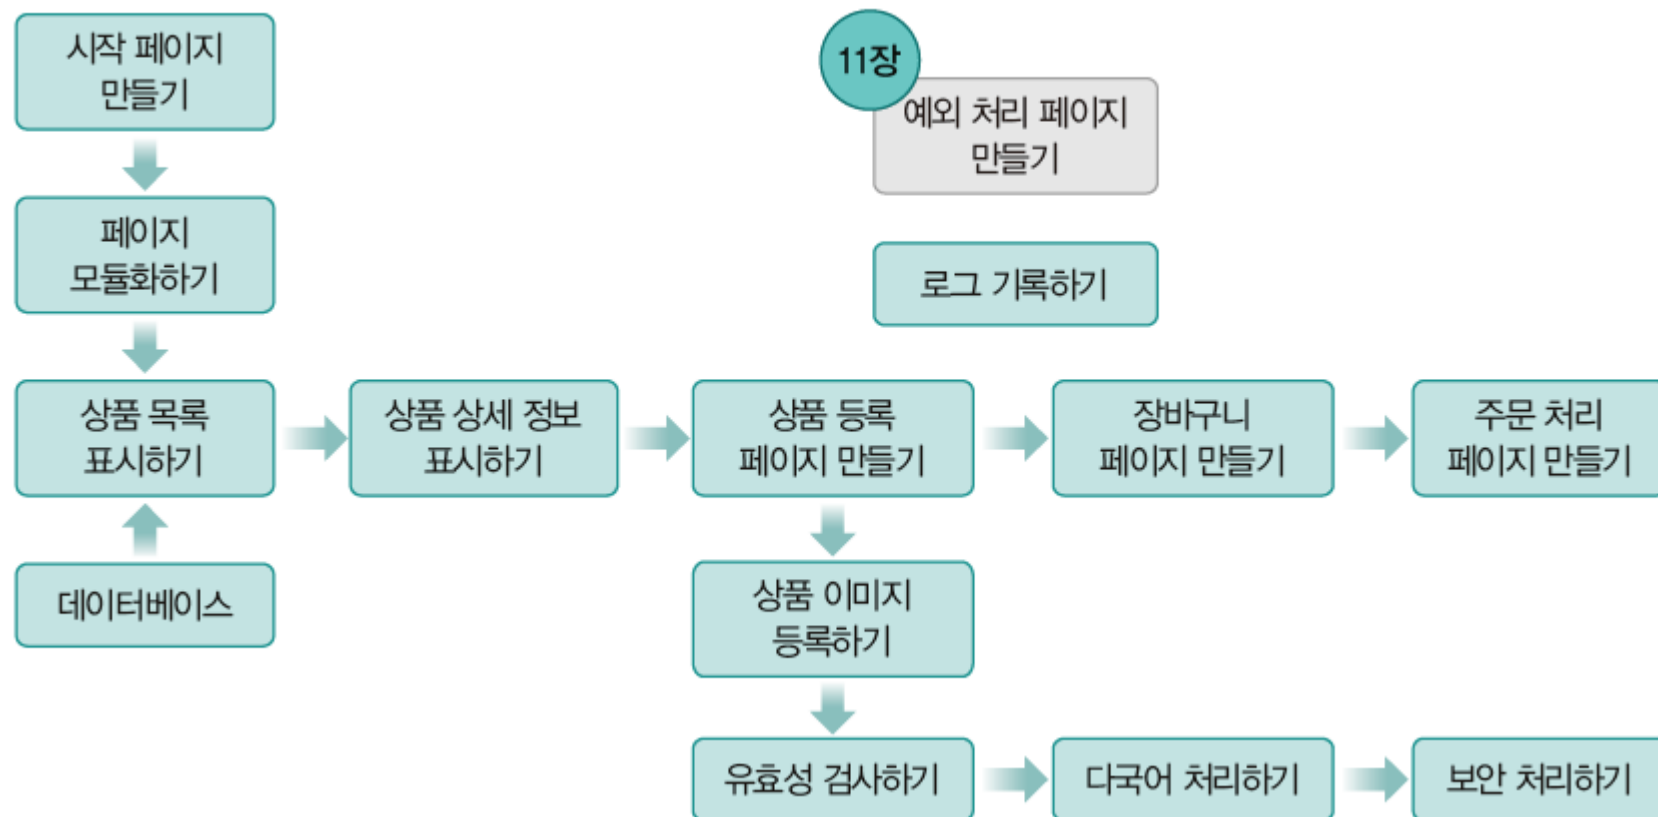 시작 페이지
만들기
11장
예외 처리 페이지
만들기
페이지
모듈화하기
로그 기록하기
상품 목록
표시하기
상품 상세 정보
표시하기
상품 등록
페이지 만들기
장바구니
페이지 만들기
주문 처리
페이지 만들기
데이터베이스
상품 이미지
등록하기
유효성 검사하기
다국어 처리하기
보안 처리하기